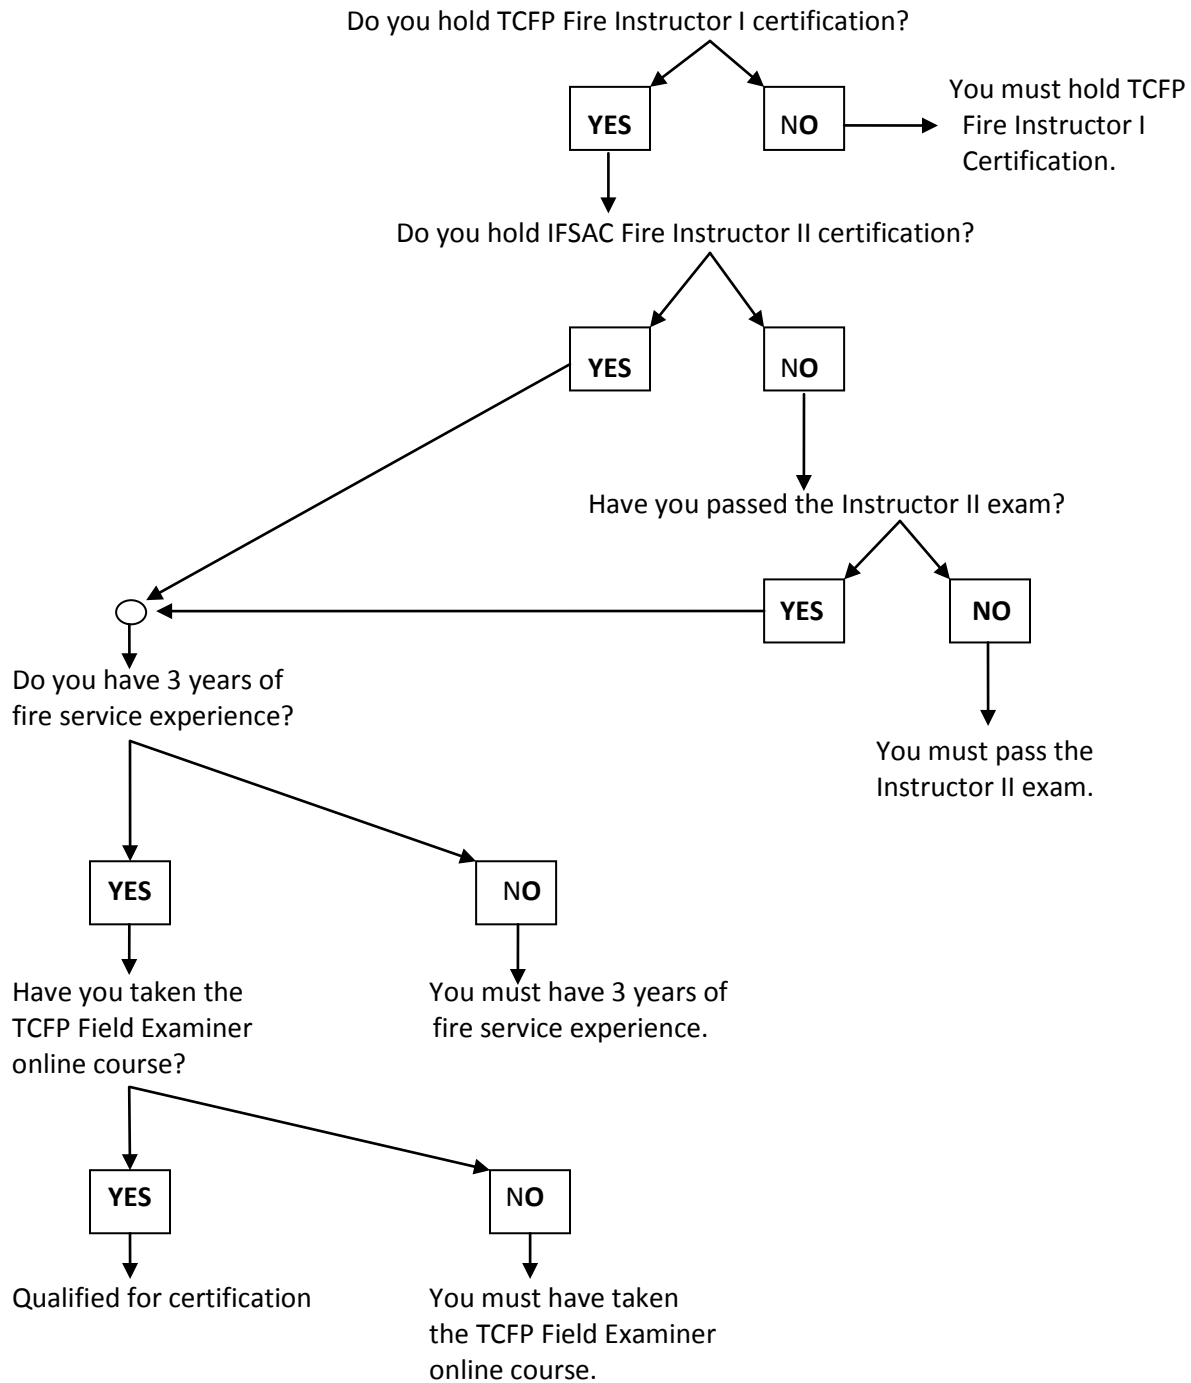 Do you hold TCFP Fire Instructor I certification?
YES
NO
You must hold TCFP
Fire Instructor I
Certification.
Do you hold IFSAC Fire Instructor II certification?
YES
NO
Have you passed the Instructor II exam?
YES
NO
You must pass the
Instructor II exam.
Do you have 3 years of
fire service experience?
YES
NO
Have you taken the
TCFP Field Examiner
online course?
You must have 3 years of
fire service experience.
YES
NO
Qualified for certification
You must have taken
the TCFP Field Examiner
online course.